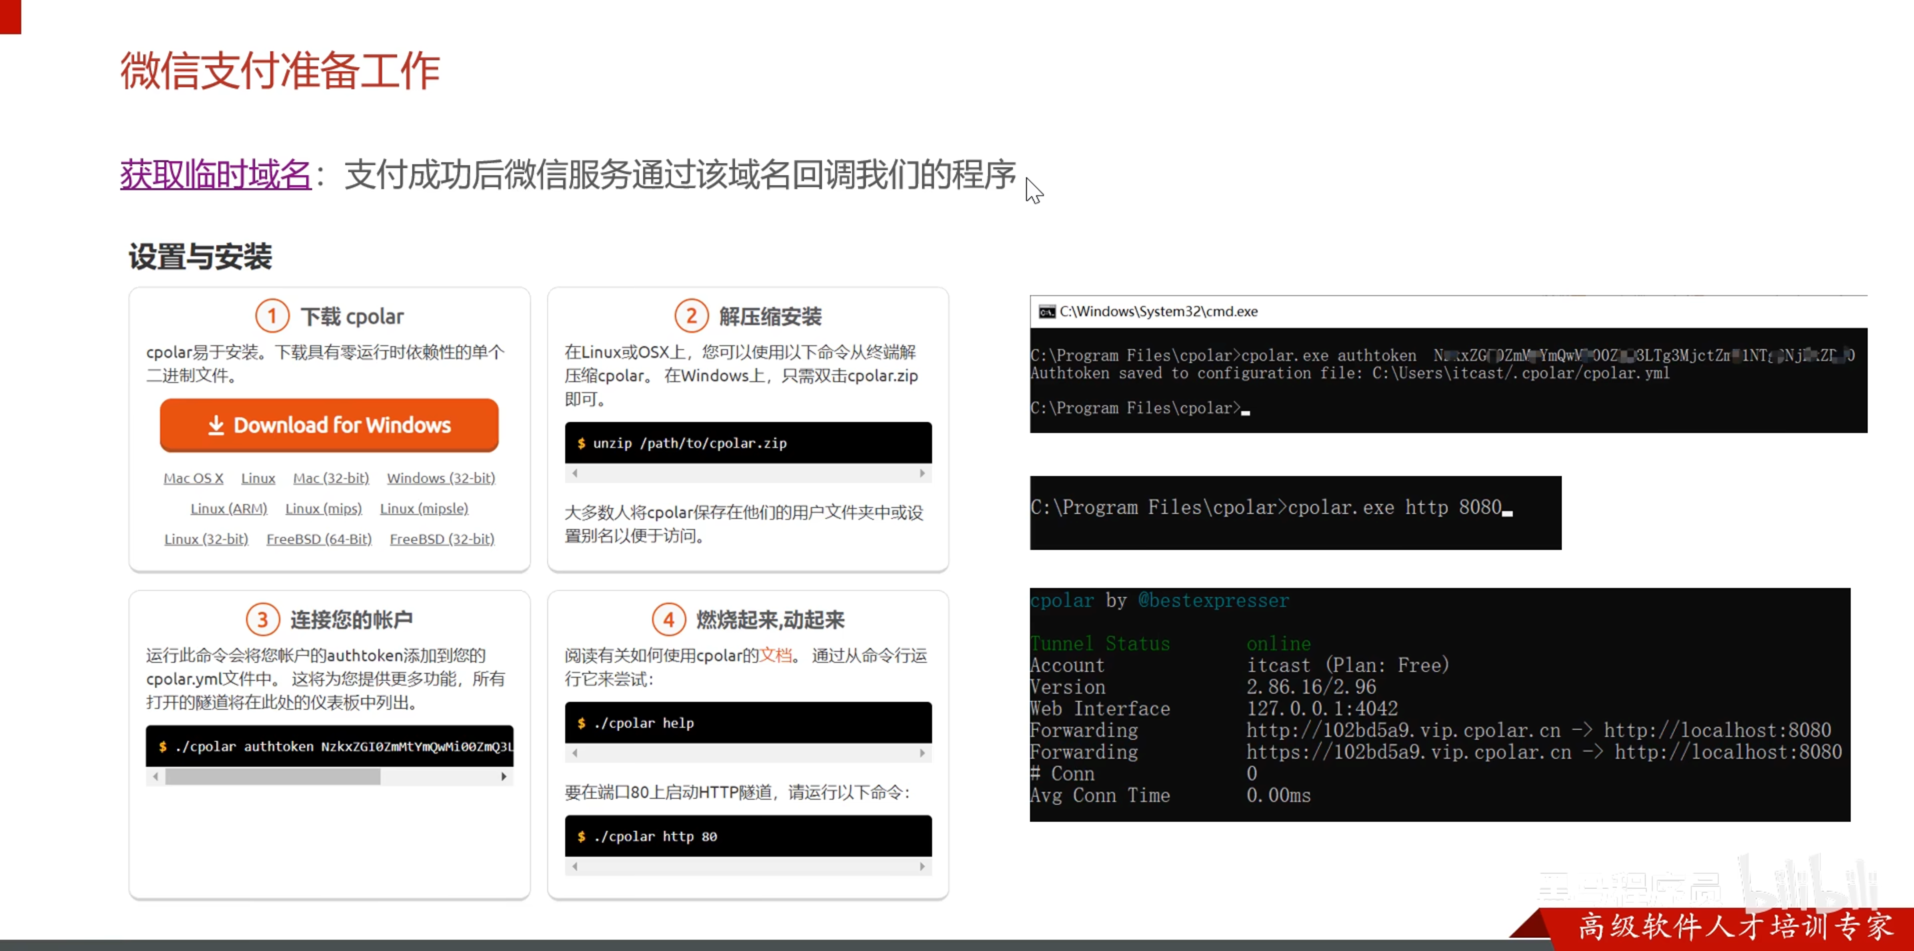 微信支付准备工作
获取临时域名：支付成功后微信服务通过该域名回调我们的程序
设置与安装
1 下载 cpolar
cpolar易于安装。下载具有零运行时依赖性的单个
二进制文件。
Download for Windows
Mac OS X Linux Mac (32-bit) Windows (32-bit)
Linux (ARM) Linux (mips) Linux (mipsle)
Linux (32-bit) FreeBSD (64-Bit) FreeBSD (32-bit)
2 解压缩安装
在Linux或OSX上，您可以使用以下命令从终端解
压缩cpolar。 在Windows上，只需双击cpolar.zip
即可。
$ unzip /path/to/cpolar.zip
大多数人将cpolar保存在他们的用户文件夹中或设
置别名以便于访问。
3 连接您的帐户
运行此命令会将您帐户的authtoken添加到您的
cpolar.yml文件中。 这将为您提供更多功能，所有
打开的隧道将在此处的仪表板中列出。
$ ./cpolar authtoken NzkxZGI0ZmMtYmQwMi00ZmQ3L
4 燃烧起来,动起来
阅读有关如何使用cpolar的文档。 通过从命令行运
行它来尝试：
$ ./cpolar help
要在端口80上启动HTTP隧道，请运行以下命令：
$ ./cpolar http 80
C:\Windows\System32\cmd.exe
C:\Program Files\cpolar>cpolar.exe authtoken
Authtoken saved to configuration file: C:\Users\itcast/.cpolar/cpolar.yml
C:\Program Files\cpolar>
C:\Program Files\cpolar>cpolar.exe http 8080
cpolar by @bestexpresser
Tunnel Status online
Account itcast (Plan: Free)
Version 2.86.16/2.96
Web Interface 127.0.0.1:4042
Forwarding http://102bd5a9.vip.cpolar.cn -> http://localhost:8080
Forwarding https://102bd5a9.vip.cpolar.cn -> http://localhost:8080
# Conn 0
Avg Conn Time 0.00ms
bilibili
高级软件人才培训专家